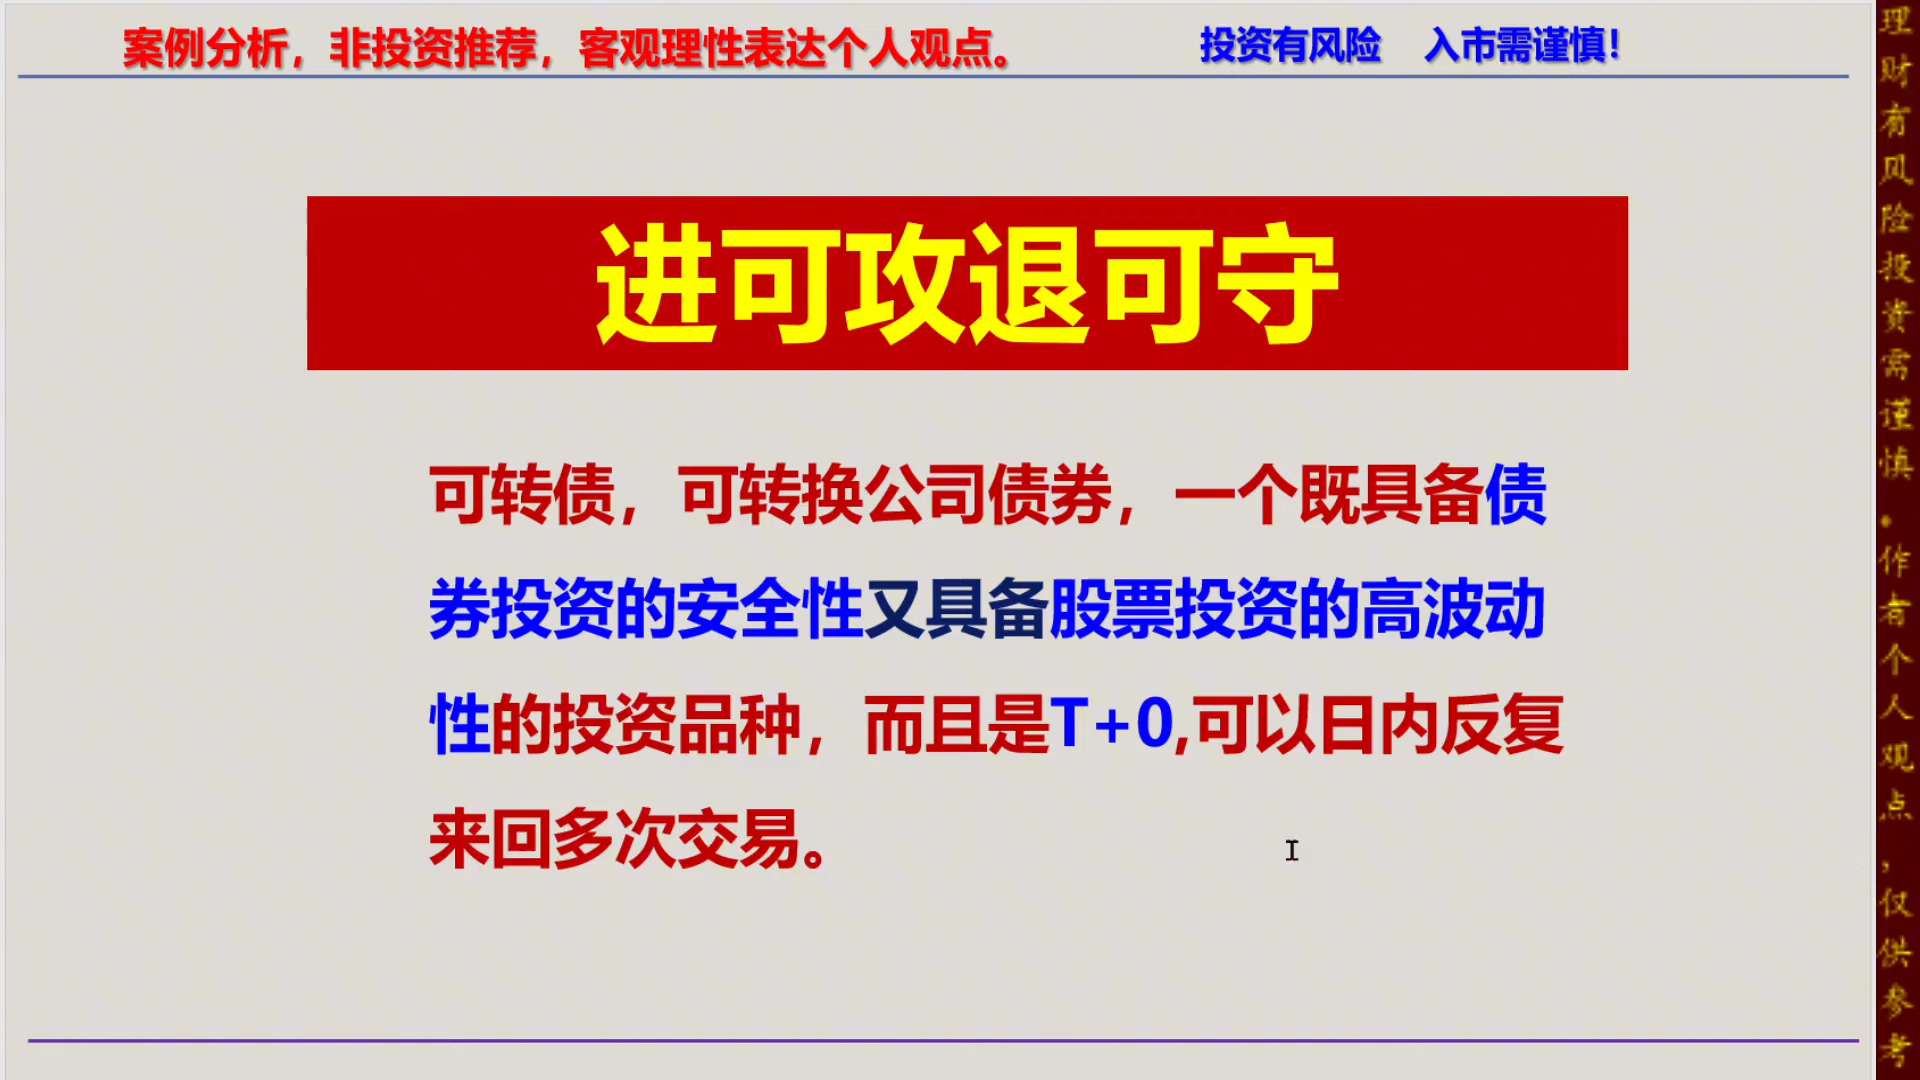 案例分析，非投资推荐，客观理性表达个人观点。
投资有风险 入市需谨慎！
进可攻退可守
可转债，可转换公司债券，一个既具备债
券投资的安全性又具备股票投资的高波动
性的投资品种，而且是T+0,可以日内反复
来回多次交易。
理财有风险投资需谨慎.作者个人观点,仅供参考